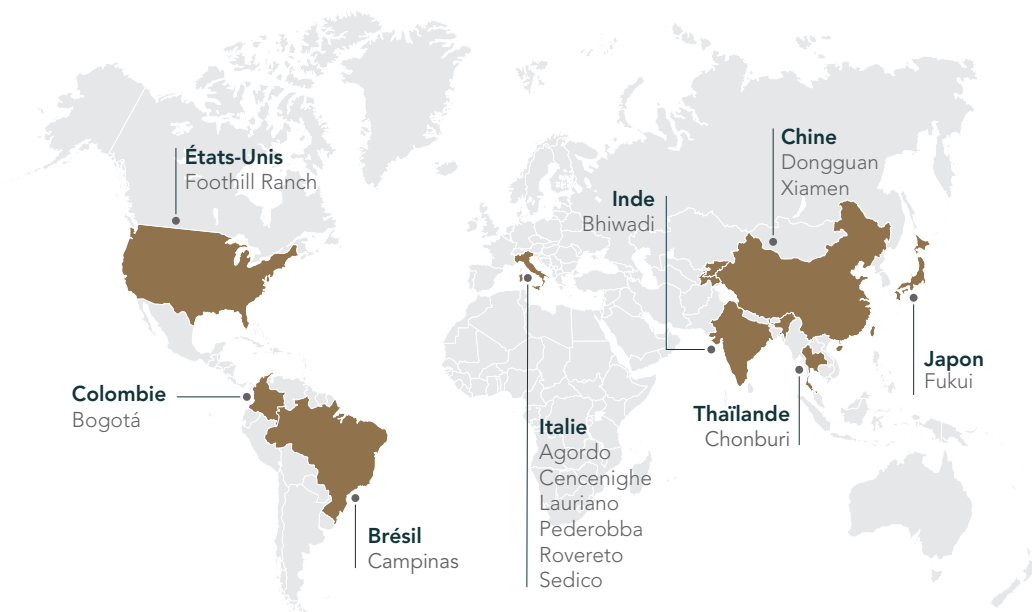 États-Unis
Foothill Ranch
Chine
Dongguan
Xiamen
Inde
Bhiwadi
Japon
Fukui
Colombie
Bogotá
Thaïlande
Chonburi
Italie
Agordo
Cencenighe
Lauriano
Pederobba
Rovereto
Sedico
Brésil
Campinas